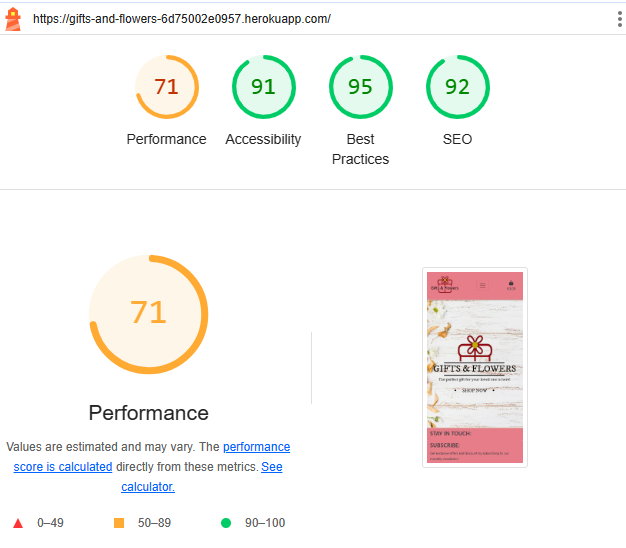 https://gifts-and-flowers-6d75002e0957.herokuapp.com/
71
91
95
92
Performance
Accessibility
Best
Practices
SEO
71
Performance
Values are estimated and may vary. The performance
score is calculated directly from these metrics. See
calculator.
0–49
50–89
90–100
Gifts & Flowers
GIFTS & FLOWERS
SHOP NOW
STAY IN TOUCH:
SUBSCRIBE: